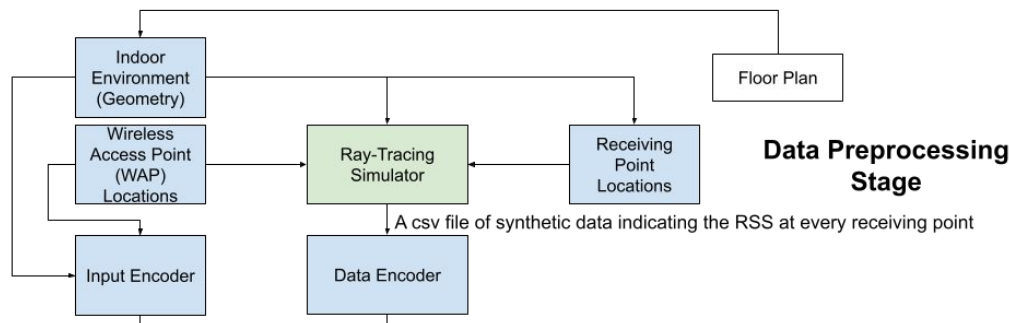 Indoor
Environment
(Geometry)
Floor Plan
Wireless
Access Point
(WAP)
Locations
Ray-Tracing
Simulator
Receiving
Point
Locations
Data Preprocessing
Stage
A csv file of synthetic data indicating the RSS at every receiving point
Input Encoder
Data Encoder